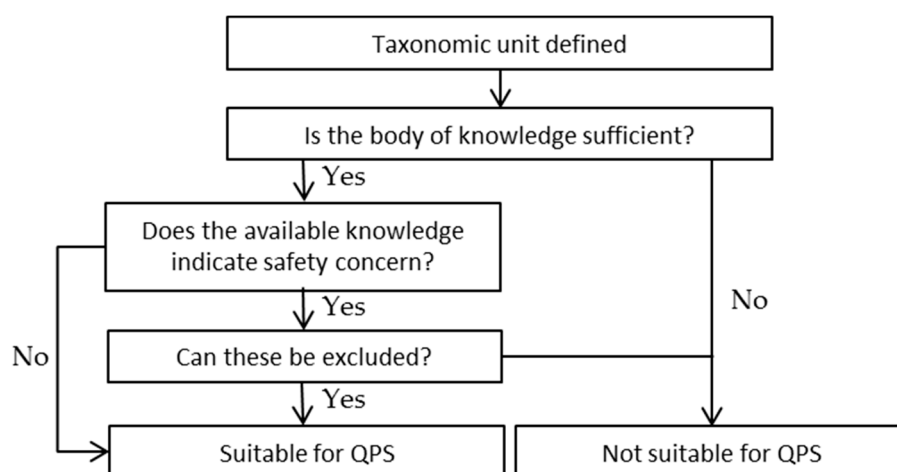 Taxonomic unit defined
Is the body of knowledge sufficient?
Yes
Does the available knowledge
indicate safety concern?
Yes
No
No
Can these be excluded?
Yes
Suitable for QPS
Not suitable for QPS